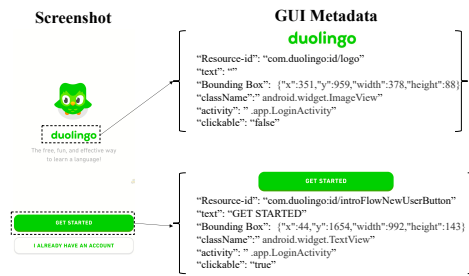 Screenshot
GUI Metadata
duolingo
"Resource-id": "com.duolingo:id/logo"
"text": ""
"Bounding Box": {"x":351,"y":959,"width":378,"height":88}
"className":" android.widget.ImageView"
"activity": " .app.LoginActivity"
"clickable": "false"
duolingo
The free, fun, and effective way
to learn a language!
GET STARTED
I ALREADY HAVE AN ACCOUNT
GET STARTED
"Resource-id": "com.duolingo:id/introFlowNewUserButton"
"text": "GET STARTED"
"Bounding Box": {"x":44,"y":1654,"width":992,"height":143}
"className":" android.widget.TextView"
"activity": " .app.LoginActivity"
"clickable": "true"